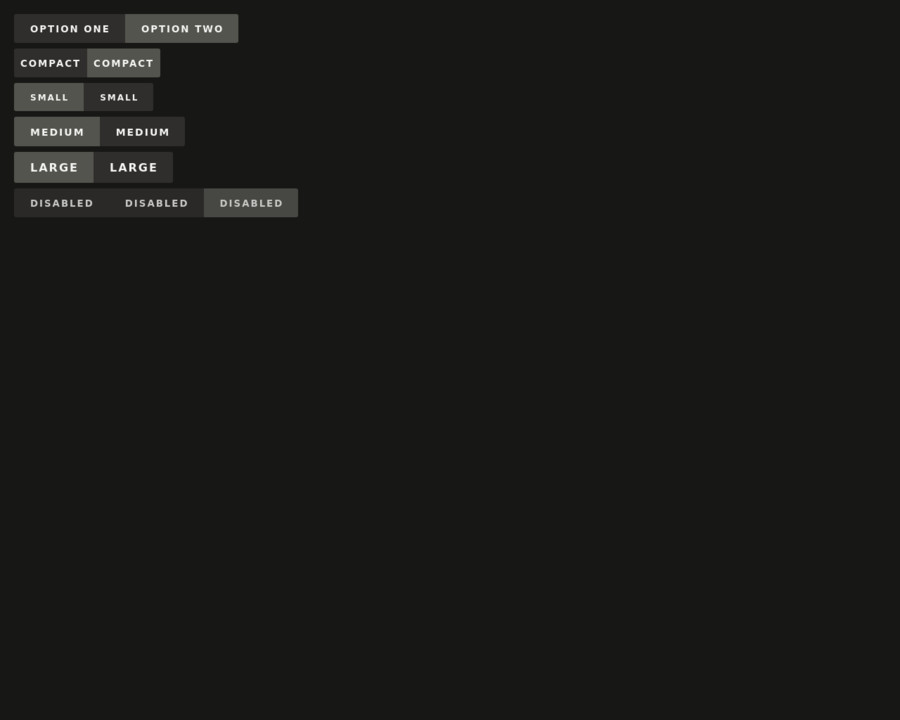 OPTION ONE OPTION TWO
COMPACT COMPACT
SMALL SMALL
MEDIUM MEDIUM
LARGE LARGE
DISABLED DISABLED DISABLED